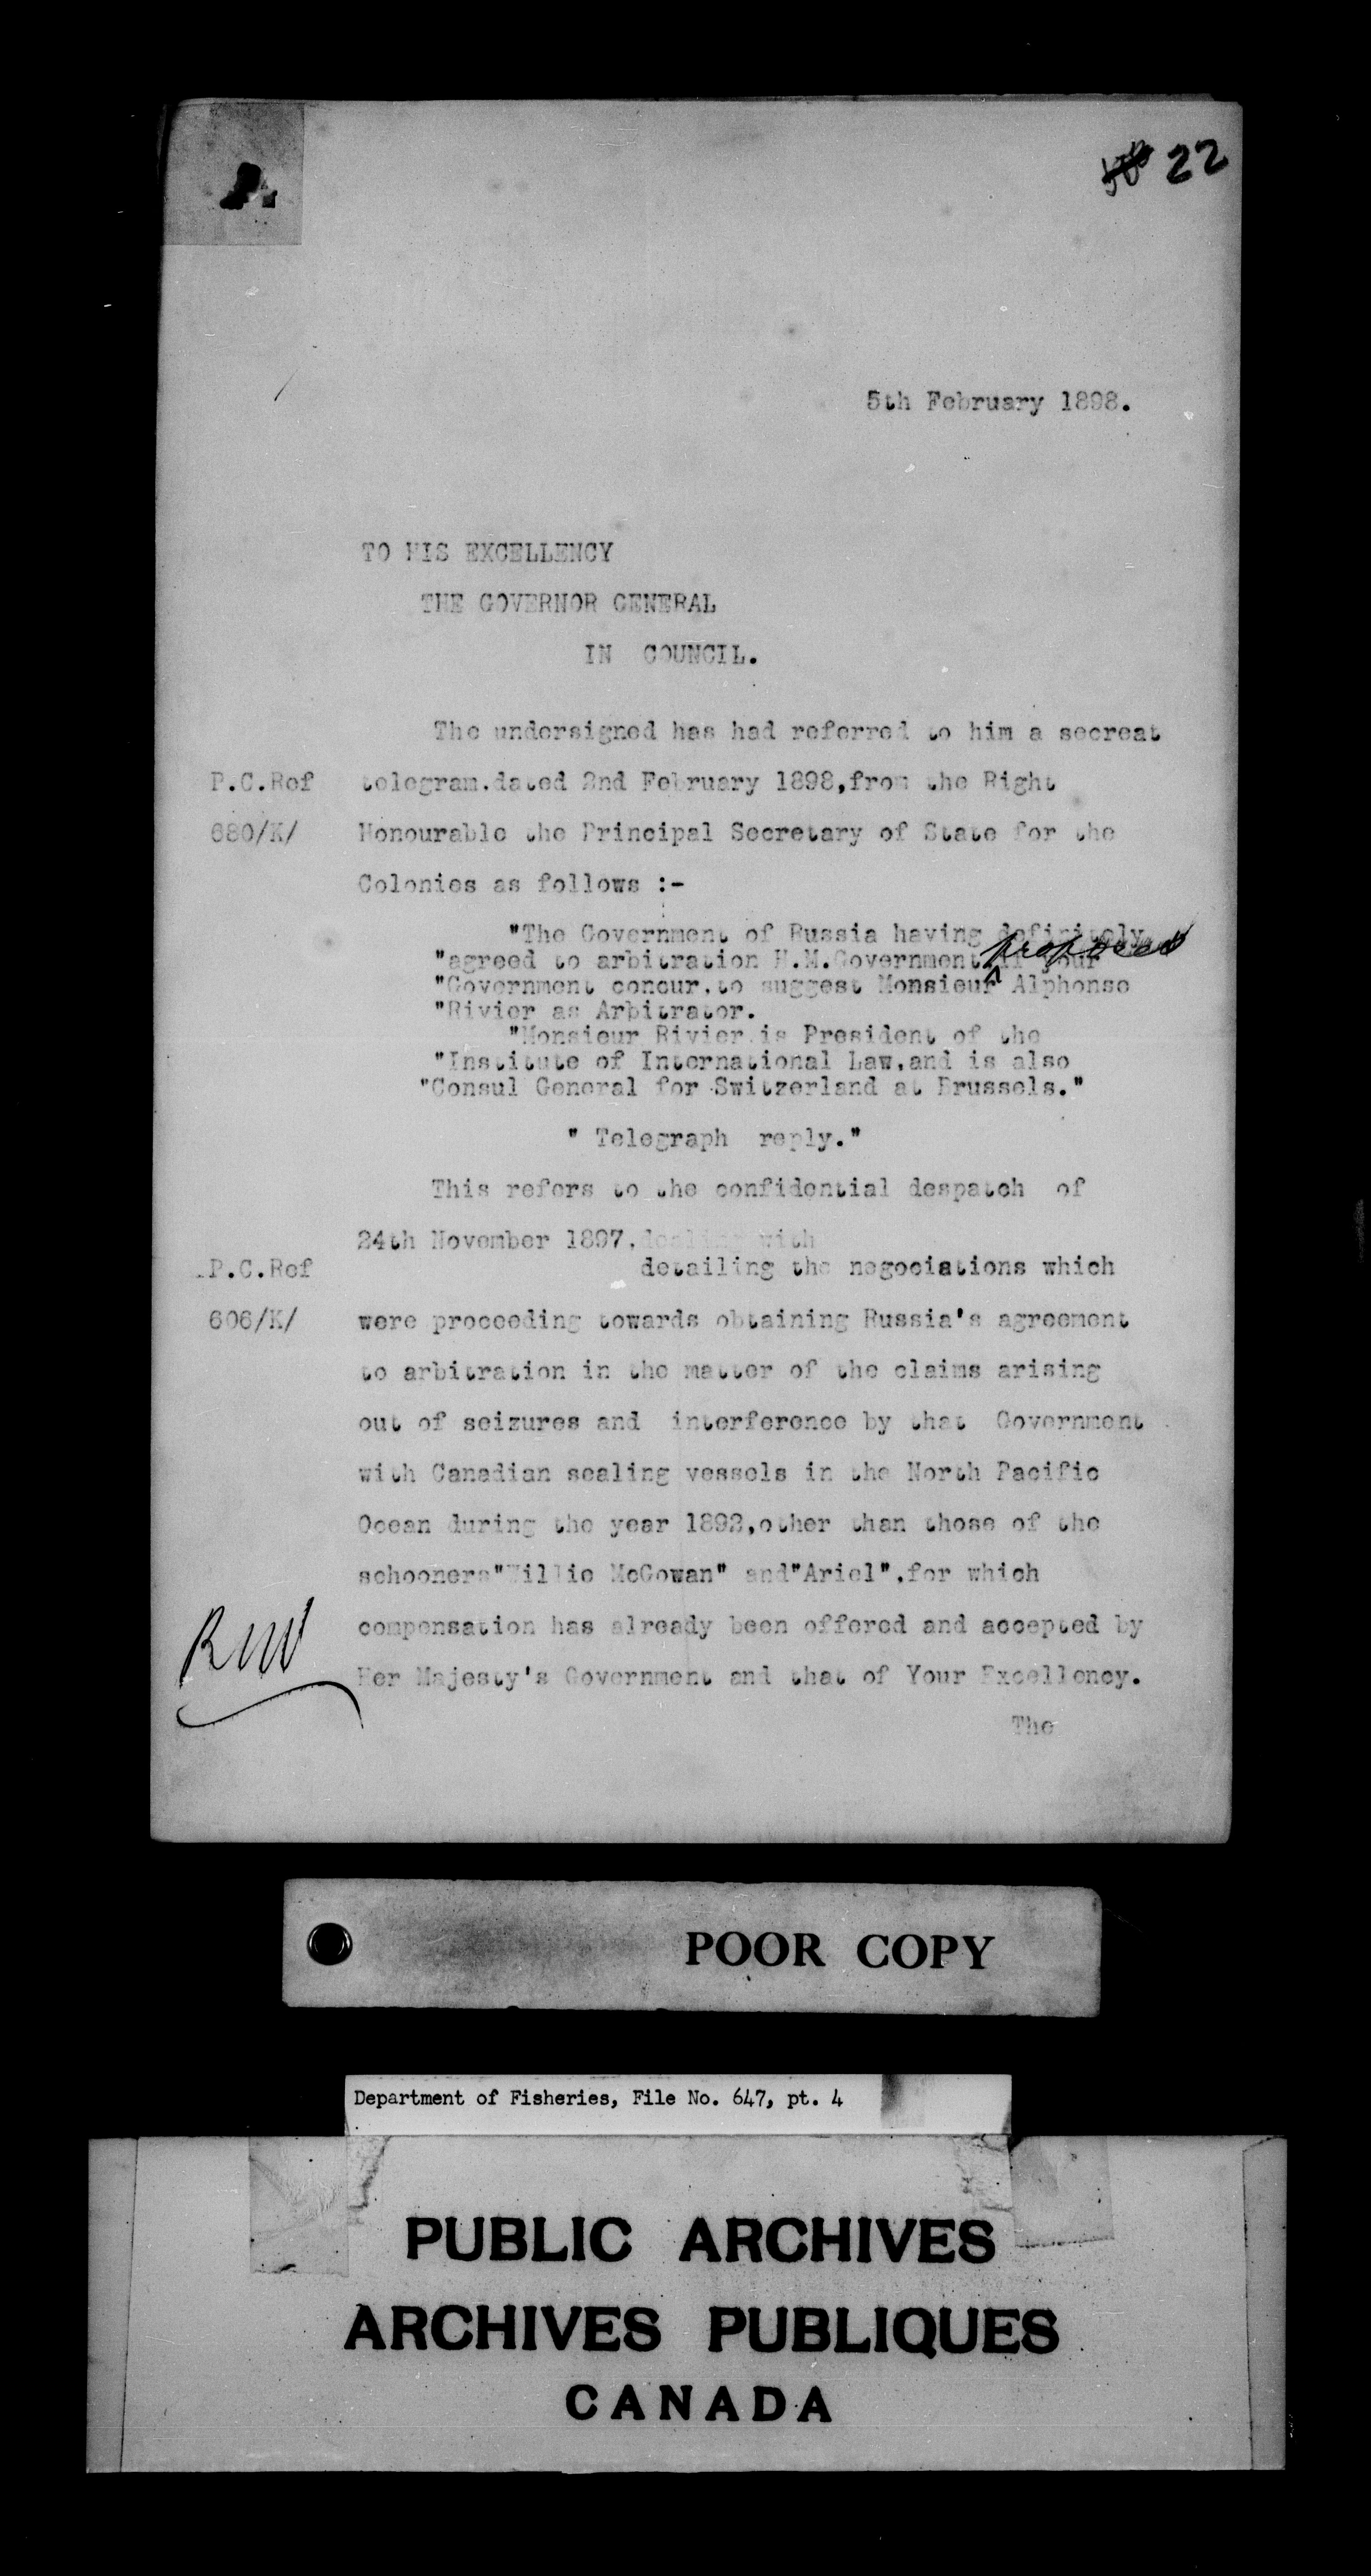 22
5th February 1898.
TO HIS EXCELLENCY
THE GOVERNOR GENERAL
IN COUNCIL.
The undersigned has had referred to him a secreat
P.C.Ref telegram.dated 2nd February 1898,from the Right
680/K/ Honourable the Principal Secretary of State for the
Colonies as follows :-
"The Government of Russia having definitely
proposes
"agreed to arbitration H.M.Government, if your
"Government concur,to suggest Monsieur Alphonse
"Rivier as Arbitrator.
"Monsieur Rivier.is President of the
"Institute of International Law,and is also
"Consul General for Switzerland at Brussels."
" Telegraph reply."
This refers to the confidential despatch of
24th November 1897,dealing with
P.C.Ref detailing the negociations which
606/K/ were proceeding towards obtaining Russia's agreement
to arbitration in the matter of the claims arising
out of seizures and interference by that Government
with Canadian sealing vessels in the North Pacific
Ocean during the year 1892,other than those of the
schooners"Willie McGowan" and"Ariel",for which
compensation has already been offered and accepted by
Her Majesty's Government and that of Your Excellency.
The
POOR COPY
Department of Fisheries, File No. 647, pt. 4
PUBLIC ARCHIVES
ARCHIVES PUBLIQUES
CANADA